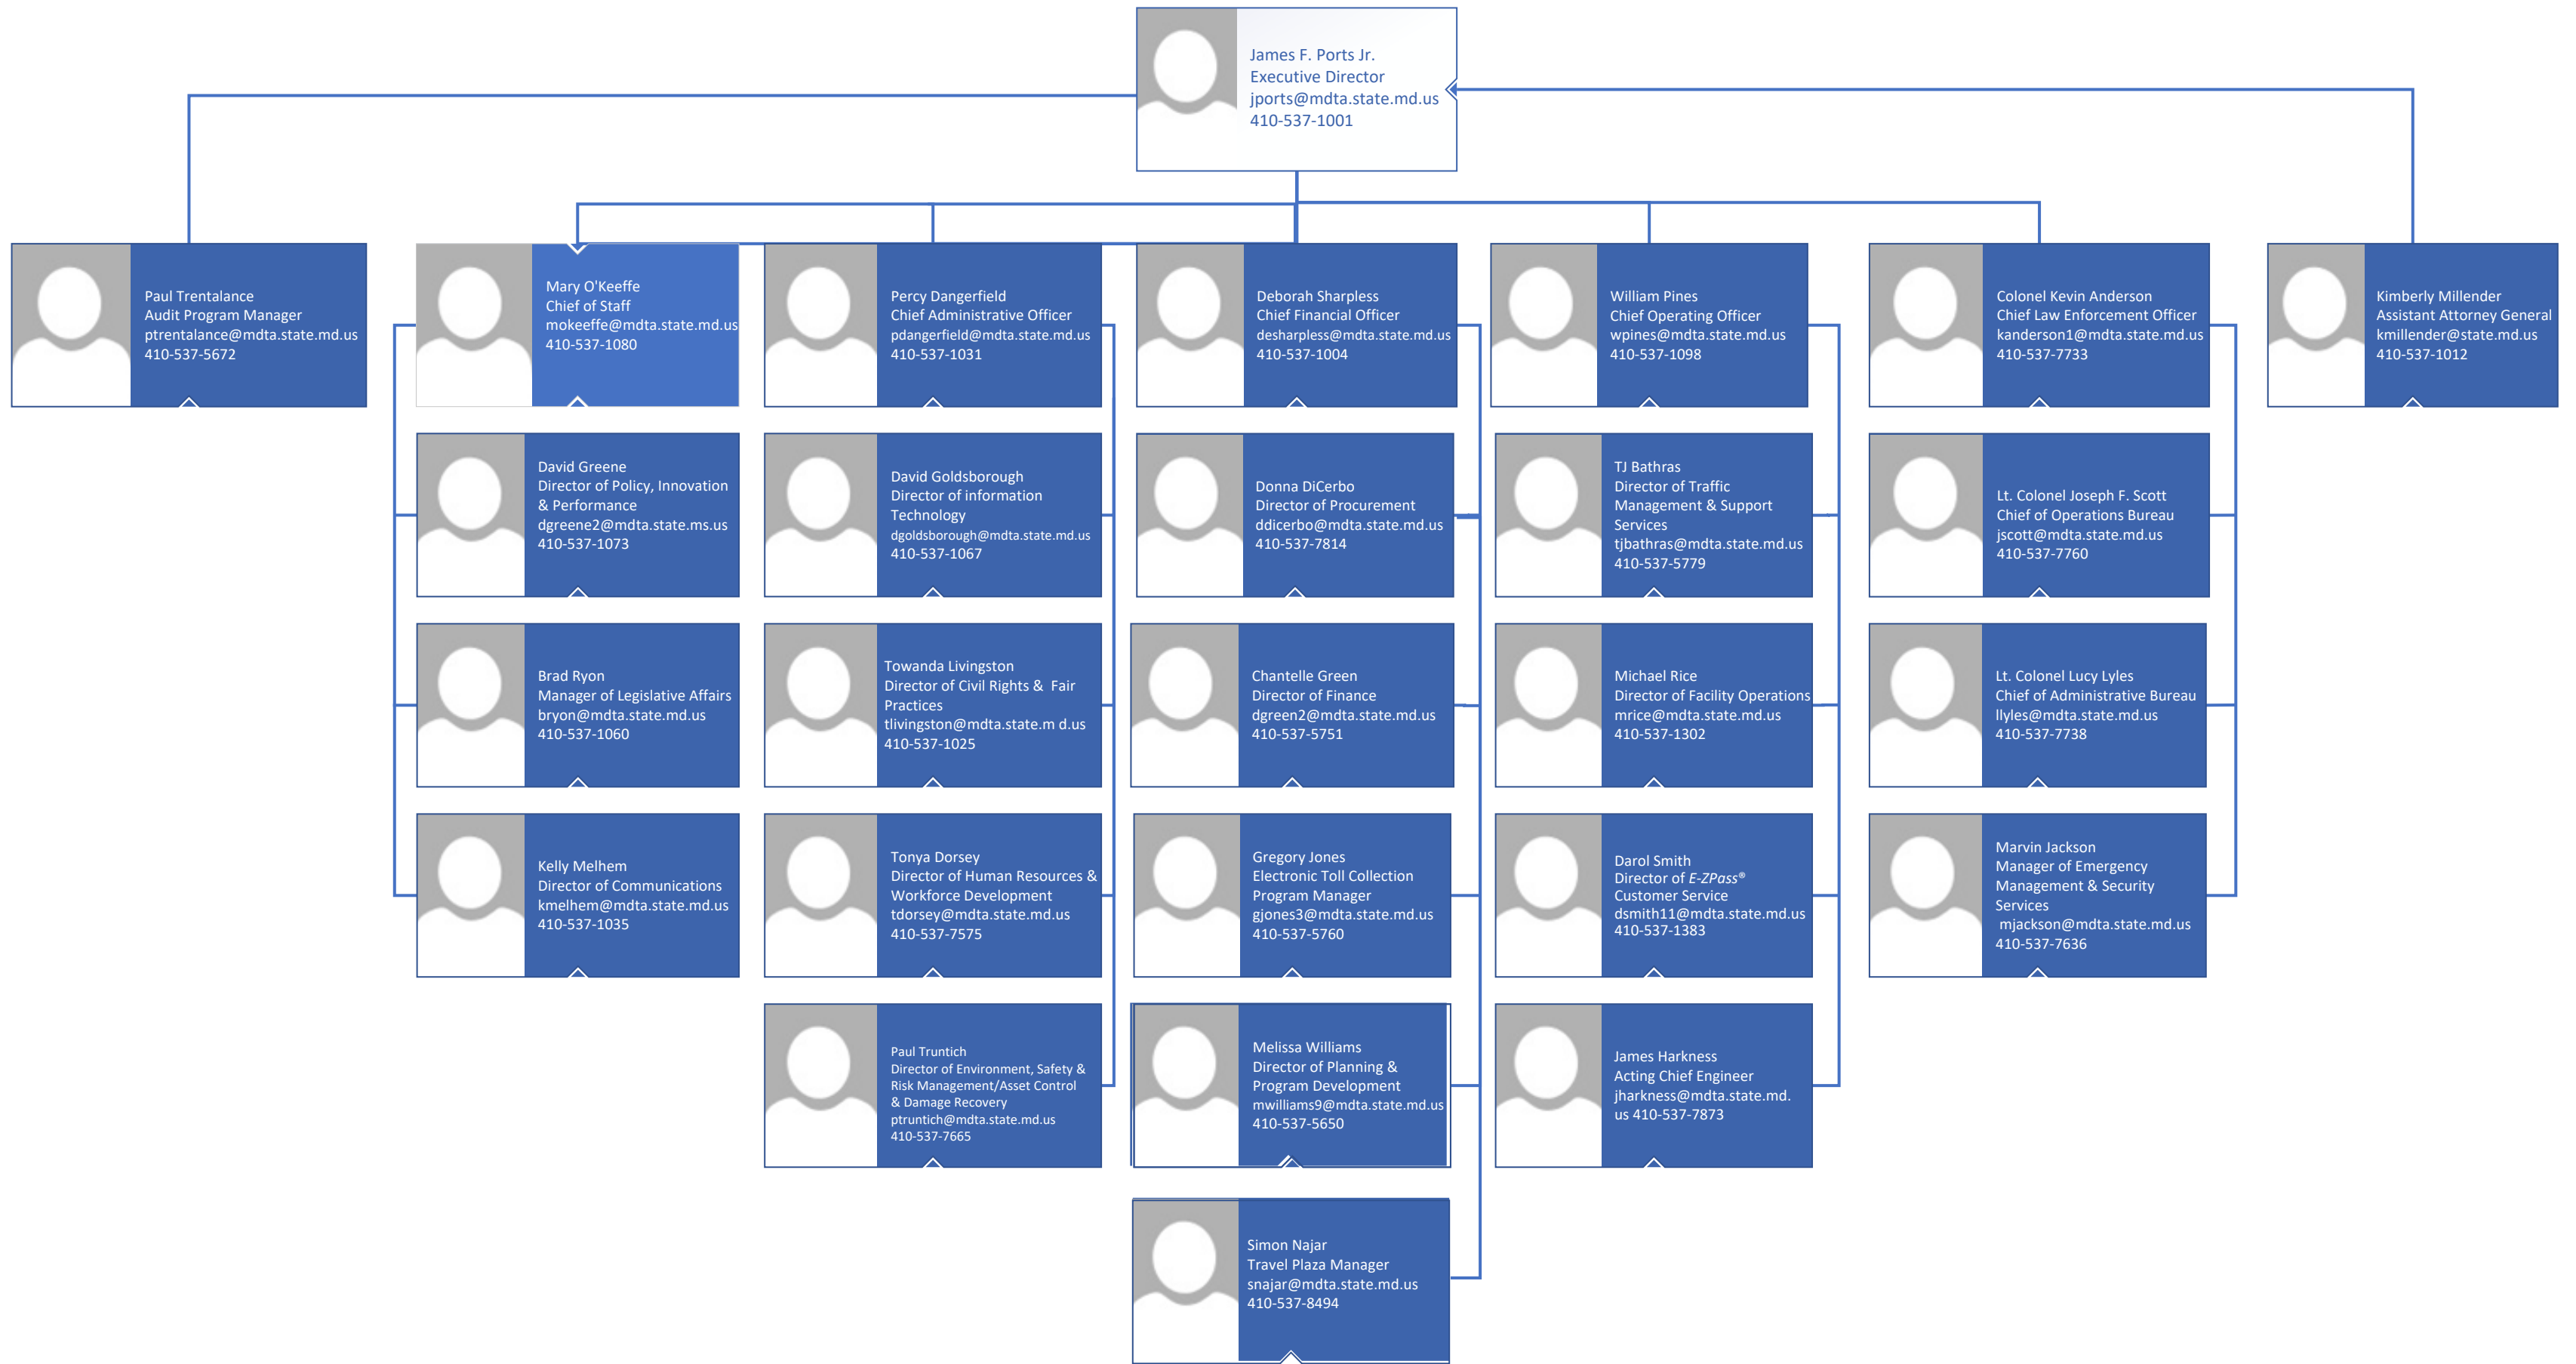 James F. Ports Jr.
Executive Director
jports@mdta.state.md.us
410-537-1001
Paul Trentalance
Audit Program Manager
ptrentalance@mdta.state.md.us
410-537-5672
Mary O'Keeffe
Chief of Staff
mokeeffe@mdta.state.md.us
410-537-1080
Percy Dangerfield
Chief Administrative Officer
pdangerfield@mdta.state.md.us
410-537-1031
Deborah Sharpless
Chief Financial Officer
desharpless@mdta.state.md.us
410-537-1004
William Pines
Chief Operating Officer
wpines@mdta.state.md.us
410-537-1098
Colonel Kevin Anderson
Chief Law Enforcement Officer
kanderson1@mdta.state.md.us
410-537-7733
Kimberly Millender
Assistant Attorney General
kmillender@state.md.us
410-537-1012
David Greene
Director of Policy, Innovation
& Performance
dgreene2@mdta.state.ms.us
410-537-1073
David Goldsborough
Director of information
Technology
dgoldsborough@mdta.state.md.us
410-537-1067
Donna DiCerbo
Director of Procurement
ddicerbo@mdta.state.md.us
410-537-7814
TJ Bathras
Director of Traffic
Management & Support
Services
tjbathras@mdta.state.md.us
410-537-5779
Lt. Colonel Joseph F. Scott
Chief of Operations Bureau
jscott@mdta.state.md.us
410-537-7760
Brad Ryon
Manager of Legislative Affairs
bryon@mdta.state.md.us
410-537-1060
Towanda Livingston
Director of Civil Rights &  Fair
Practices
tlivingston@mdta.state.m d.us
410-537-1025
Chantelle Green
Director of Finance
dgreen2@mdta.state.md.us
410-537-5751
Michael Rice
Director of Facility Operations
mrice@mdta.state.md.us
410-537-1302
Lt. Colonel Lucy Lyles
Chief of Administrative Bureau
llyles@mdta.state.md.us
410-537-7738
Kelly Melhem
Director of Communications
kmelhem@mdta.state.md.us
410-537-1035
Tonya Dorsey
Director of Human Resources &
Workforce Development
tdorsey@mdta.state.md.us
410-537-7575
Gregory Jones
Electronic Toll Collection
Program Manager
gjones3@mdta.state.md.us
410-537-5760
Darol Smith
Director of E-ZPass®
Customer Service
dsmith11@mdta.state.md.us
410-537-1383
Marvin Jackson
Manager of Emergency
Management & Security
Services
mjackson@mdta.state.md.us
410-537-7636
Paul Truntich
Director of Environment, Safety &
Risk Management/Asset Control
& Damage Recovery
ptruntich@mdta.state.md.us
410-537-7665
Melissa Williams
Director of Planning &
Program Development
mwilliams9@mdta.state.md.us
410-537-5650
James Harkness
Acting Chief Engineer
jharkness@mdta.state.md.
us 410-537-7873
Simon Najar
Travel Plaza Manager
snajar@mdta.state.md.us
410-537-8494